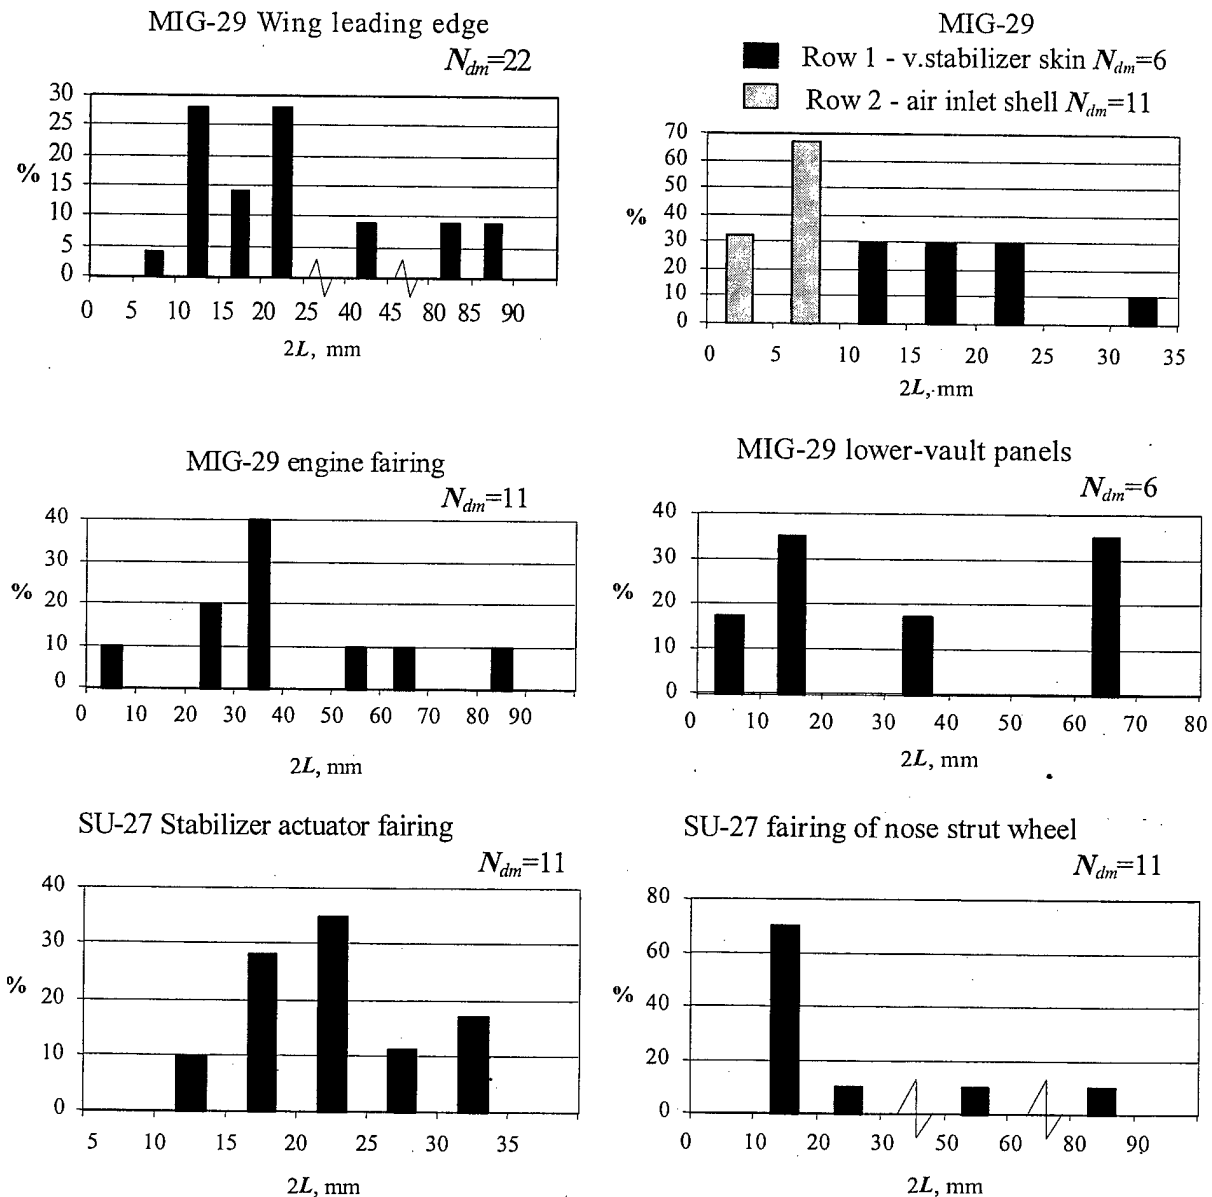 MIG-29 Wing leading edge
Ndm=22
30
25
20
%
15
10
5
0
0 5 10 15 20 25 40 45 80 85 90
2L, mm
MIG-29
Row 1 - v.stabilizer skin Ndm=6
Row 2 - air inlet shell Ndm=11
70
60
50
40
%
30
20
10
0
0 5 10 15 20 25 30 35
2L, mm
MIG-29 engine fairing
Ndm=11
40
30
%
20
10
0
0 10 20 30 40 50 60 70 80 90
2L, mm
MIG-29 lower-vault panels
Ndm=6
40
30
%
20
10
0
0 10 20 30 40 50 60 70 80
2L, mm
SU-27 Stabilizer actuator fairing
Ndm=11
40
30
%
20
10
0
5 10 15 20 25 30 35
2L, mm
SU-27 fairing of nose strut wheel
Ndm=11
80
60
%
40
20
0
0 10 20 30 50 60 80 90
2L, mm